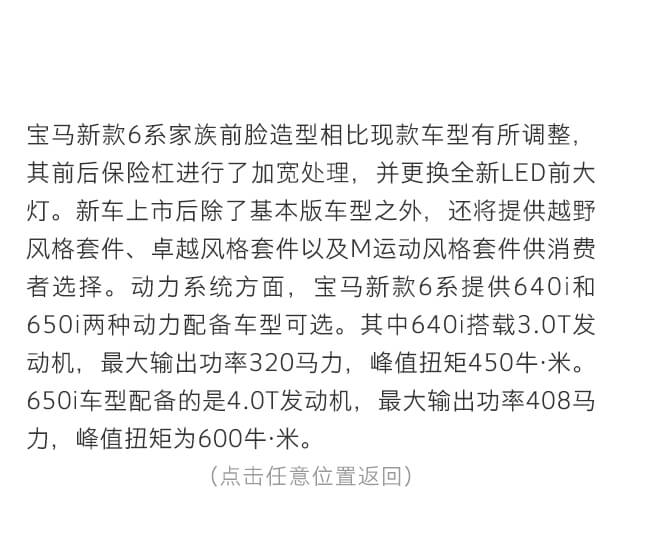 宝马新款6系家族前脸造型相比现款车型有所调整，
其前后保险杠进行了加宽处理，并更换全新LED前大
灯。新车上市后除了基本版车型之外，还将提供越野
风格套件、卓越风格套件以及M运动风格套件供消费
者选择。动力系统方面，宝马新款6系提供640i和
650i两种动力配备车型可选。其中640i搭载3.0T发
动机，最大输出功率320马力，峰值扭矩450牛·米。
650i车型配备的是4.0T发动机，最大输出功率408马
力，峰值扭矩为600牛·米。
（点击任意位置返回）